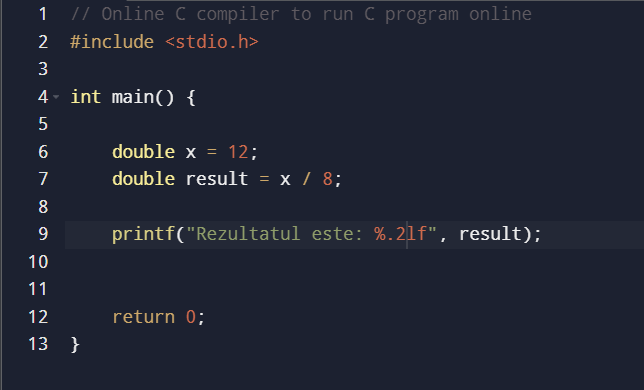 1 // Online C compiler to run C program online
2 #include <stdio.h>
3
4 int main() {
5
6     double x = 12;
7     double result = x / 8;
8
9     printf("Rezultatul este: %.2lf", result);
10
11
12     return 0;
13 }